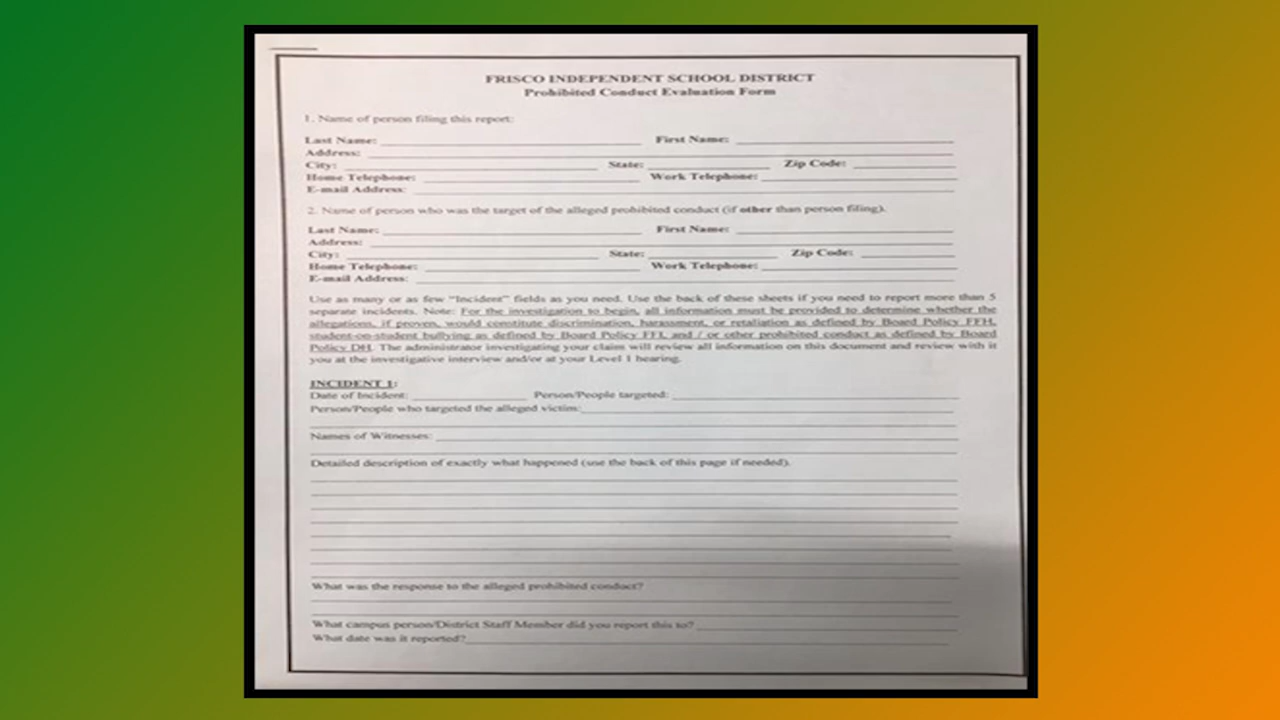 FRISCO INDEPENDENT SCHOOL DISTRICT
Prohibited Conduct Evaluation Form
1. Name of person filing this report:
Last Name: First Name:
Address:
City: State: Zip Code:
Home Telephone: Work Telephone:
E-mail Address:
2. Name of person who was the target of the alleged prohibited conduct (if other than person filing).
Last Name: First Name:
Address:
City: State: Zip Code:
Home Telephone: Work Telephone:
E-mail Address:
Use as many or as few "Incident" fields as you need. Use the back of these sheets if you need to report more than 5
separate incidents. Note: For the investigation to begin, all information must be provided to determine whether the
allegations, if proven, would constitute discrimination, harassment, or retaliation as defined by Board Policy FFH,
student-on-student bullying as defined by Board Policy FFI, and / or other prohibited conduct as defined by Board
Policy DH. The administrator investigating your claim will review all information on this document and review with it
you at the investigative interview and/or at your Level 1 hearing.
INCIDENT 1:
Date of Incident: Person/People targeted:
Person/People who targeted the alleged victim:
Names of Witnesses:
Detailed description of exactly what happened (use the back of this page if needed).
What was the response to the alleged prohibited conduct?
What campus person/District Staff Member did you report this to?
What date was it reported?